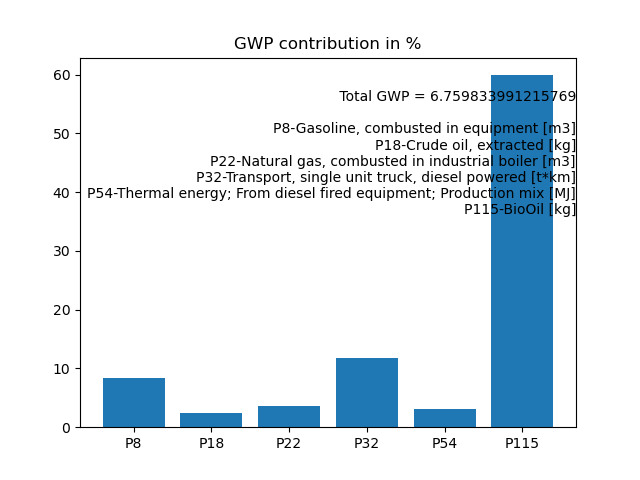 GWP contribution in %
60
50
40
30
20
10
0
Total GWP = 6.759833991215769
P8-Gasoline, combusted in equipment [m3]
P18-Crude oil, extracted [kg]
P22-Natural gas, combusted in industrial boiler [m3]
P32-Transport, single unit truck, diesel powered [t*km]
P54-Thermal energy; From diesel fired equipment; Production mix [MJ]
P115-BioOil [kg]
P8 P18 P22 P32 P54 P115